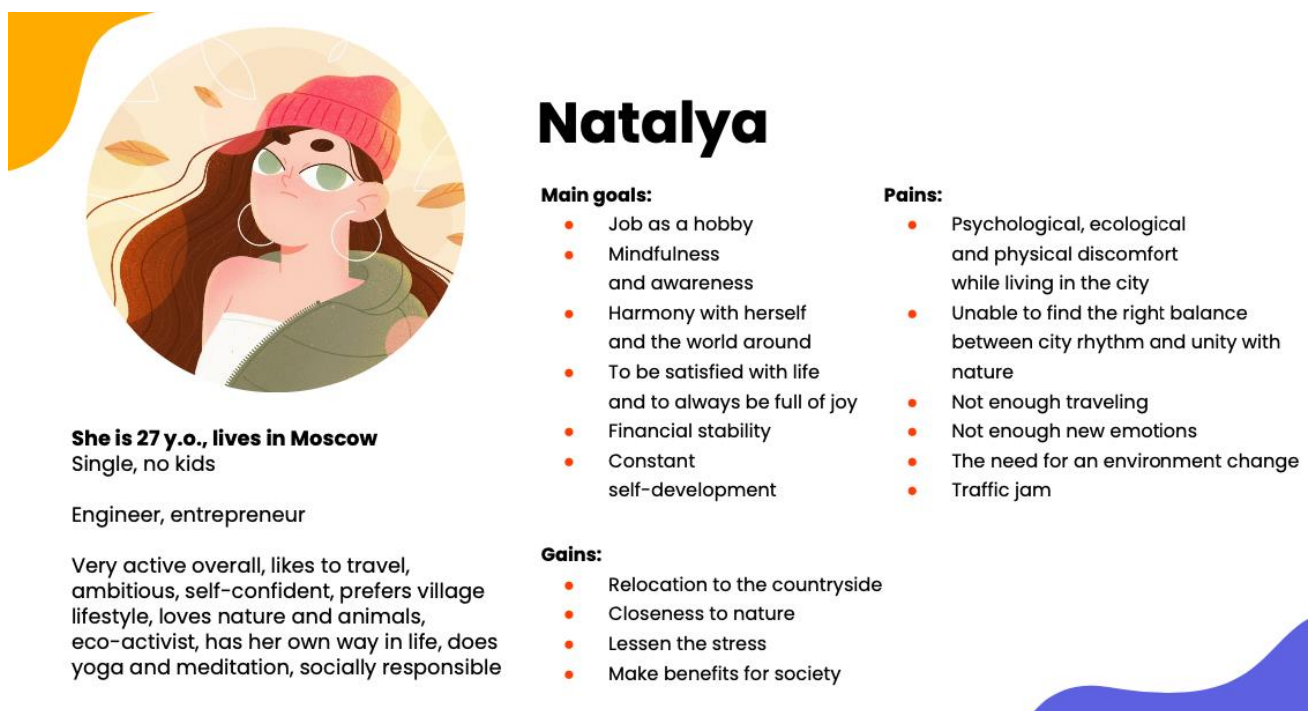 Natalya
She is 27 y.o., lives in Moscow
Single, no kids
Engineer, entrepreneur
Very active overall, likes to travel,
ambitious, self-confident, prefers village
lifestyle, loves nature and animals,
eco-activist, has her own way in life, does
yoga and meditation, socially responsible
Main goals:
Job as a hobby
Mindfulness
and awareness
Harmony with herself
and the world around
To be satisfied with life
and to always be full of joy
Financial stability
Constant
self-development
Pains:
Psychological, ecological
and physical discomfort
while living in the city
Unable to find the right balance
between city rhythm and unity with
nature
Not enough traveling
Not enough new emotions
The need for an environment change
Traffic jam
Gains:
Relocation to the countryside
Closeness to nature
Lessen the stress
Make benefits for society